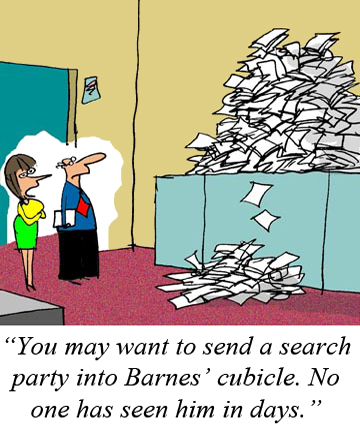 “You may want to send a search
party into Barnes’ cubicle. No
one has seen him in days.”